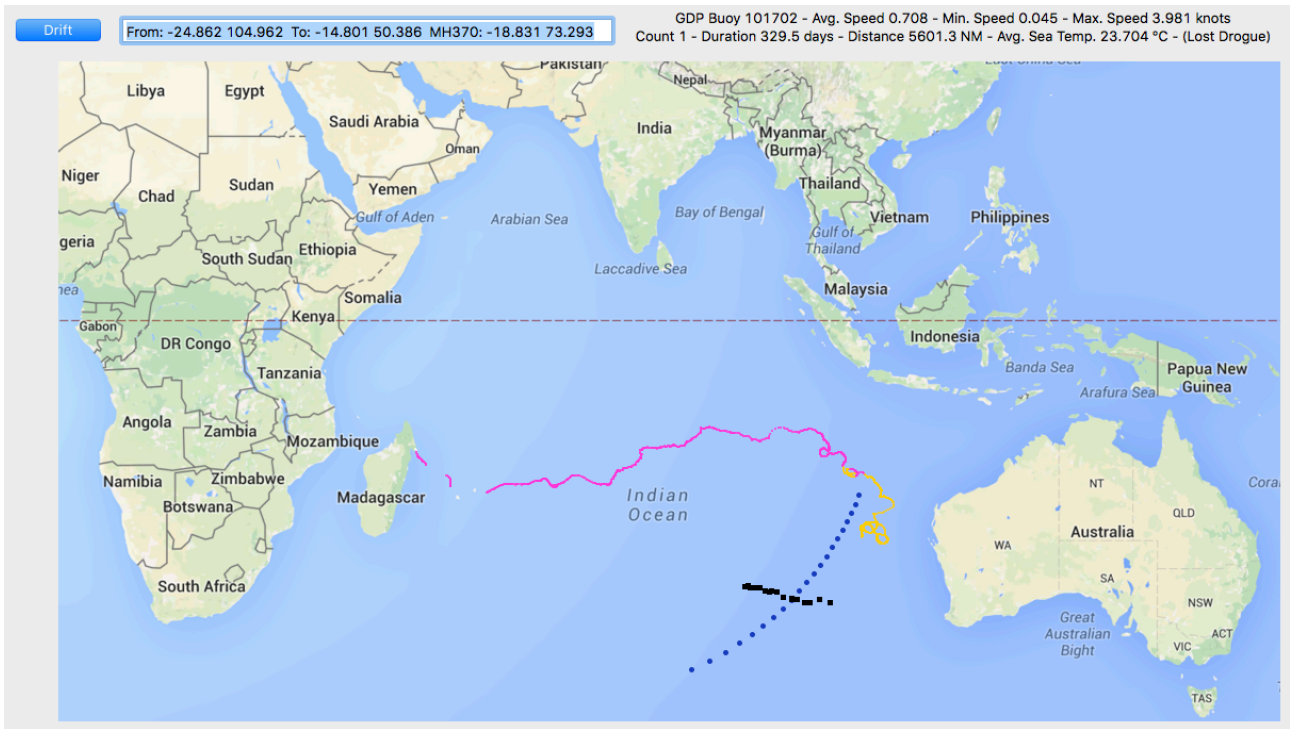 Drift
From: -24.862 104.962 To: -14.801 50.386 MH370: -18.831 73.293
GDP Buoy 101702 - Avg. Speed 0.708 - Min. Speed 0.045 - Max. Speed 3.981 knots
Count 1 - Duration 329.5 days - Distance 5601.3 NM - Avg. Sea Temp. 23.704 ºC - (Lost Drogue)
East China Sea
Pakistan
Nepal
Libya
Egypt
Saudi Arabia
India
Myanmar
(Burma)
Oman
Niger
Chad
Sudan
Yemen
Thailand
Gulf of Aden
Arabian Sea
Bay of Bengal
Vietnam
Philippines
geria
Ethiopia
Gulf of
Thailand
South Sudan
Laccadive Sea
nea
Somalia
Malaysia
Kenya
Gabon
DR Congo
Indonesia
Tanzania
Banda Sea
Papua New
Guinea
Arafura Sea
Angola
Zambia
Mozambique
Namibia
Zimbabwe
Botswana
Madagascar
Indian
Ocean
NT
Cora
QLD
Australia
WA
South Africa
SA
NSW
Great
Australian
Bight
ACT
VIC
TAS